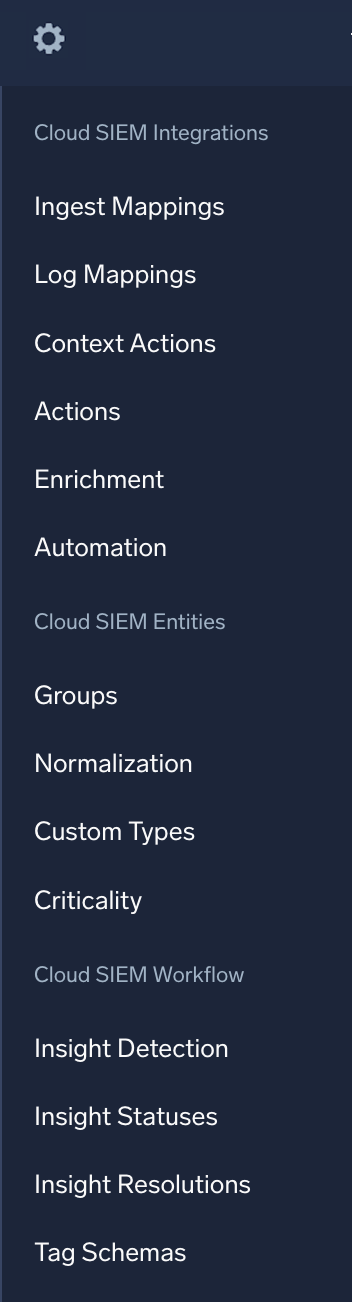 Cloud SIEM Integrations
Ingest Mappings
Log Mappings
Context Actions
Actions
Enrichment
Automation
Cloud SIEM Entities
Groups
Normalization
Custom Types
Criticality
Cloud SIEM Workflow
Insight Detection
Insight Statuses
Insight Resolutions
Tag Schemas